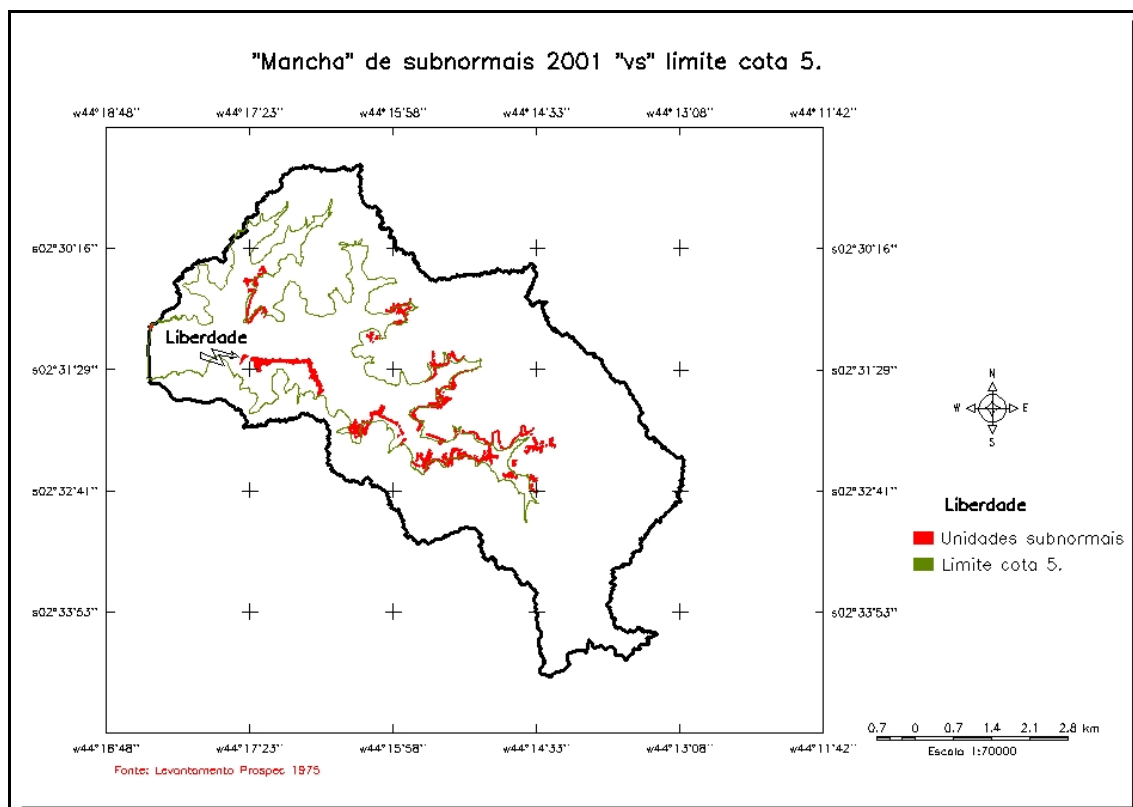 "Mancha" de subnormais 2001 "vs" limite cota 5.
w44°18'48'' w44°17'23'' w44°15'58'' w44°14'33'' w44°13'08'' w44°11'42''
s02°30'16'' s02°30'16''
Liberdade
s02°31'29'' s02°31'29''
N
W E
S
s02°32'41'' s02°32'41''
Liberdade
Unidades subnormais
Limite cota 5.
s02°33'53'' s02°33'53''
w44°18'48'' w44°17'23'' w44°15'58'' w44°14'33'' w44°13'08'' w44°11'42''
0.7 0 0.7 1.4 2.1 2.8 km
Escala 1:70000
Fonte: Levantamento Prospec 1975